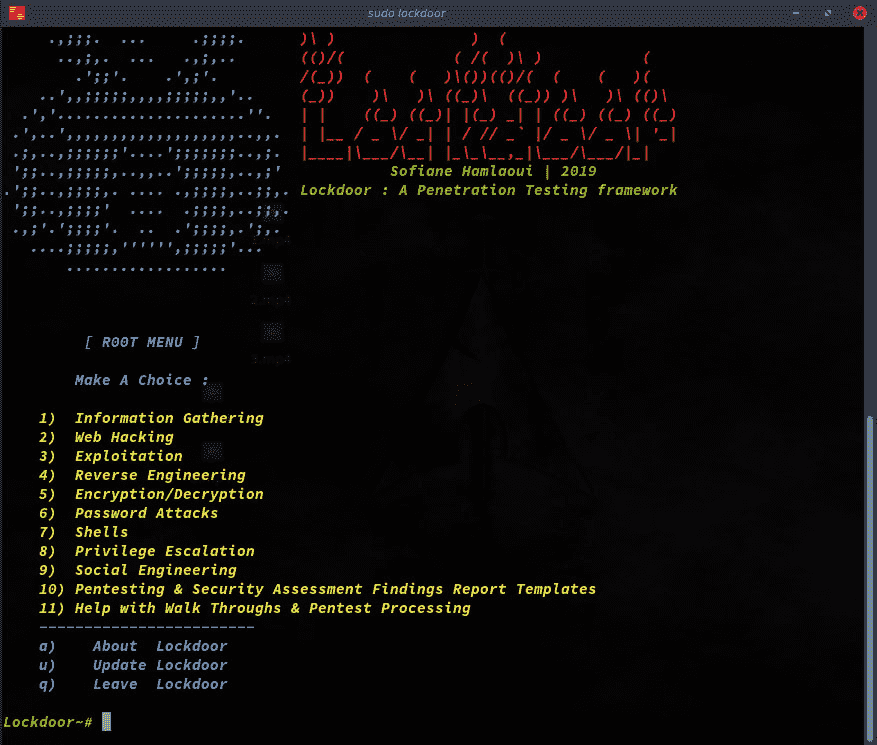 sudo lockdoor
Lockdoor
Sofiane Hamlaoui | 2019
Lockdoor : A Penetration Testing framework
[ R00T MENU ]
Make A Choice :
1) Information Gathering
2) Web Hacking
3) Exploitation
4) Reverse Engineering
5) Encryption/Decryption
6) Password Attacks
7) Shells
8) Privilege Escalation
9) Social Engineering
10) Pentesting & Security Assessment Findings Report Templates
11) Help with Walk Throughs & Pentest Processing
------------------------
a) About Lockdoor
u) Update Lockdoor
q) Leave Lockdoor
Lockdoor~#